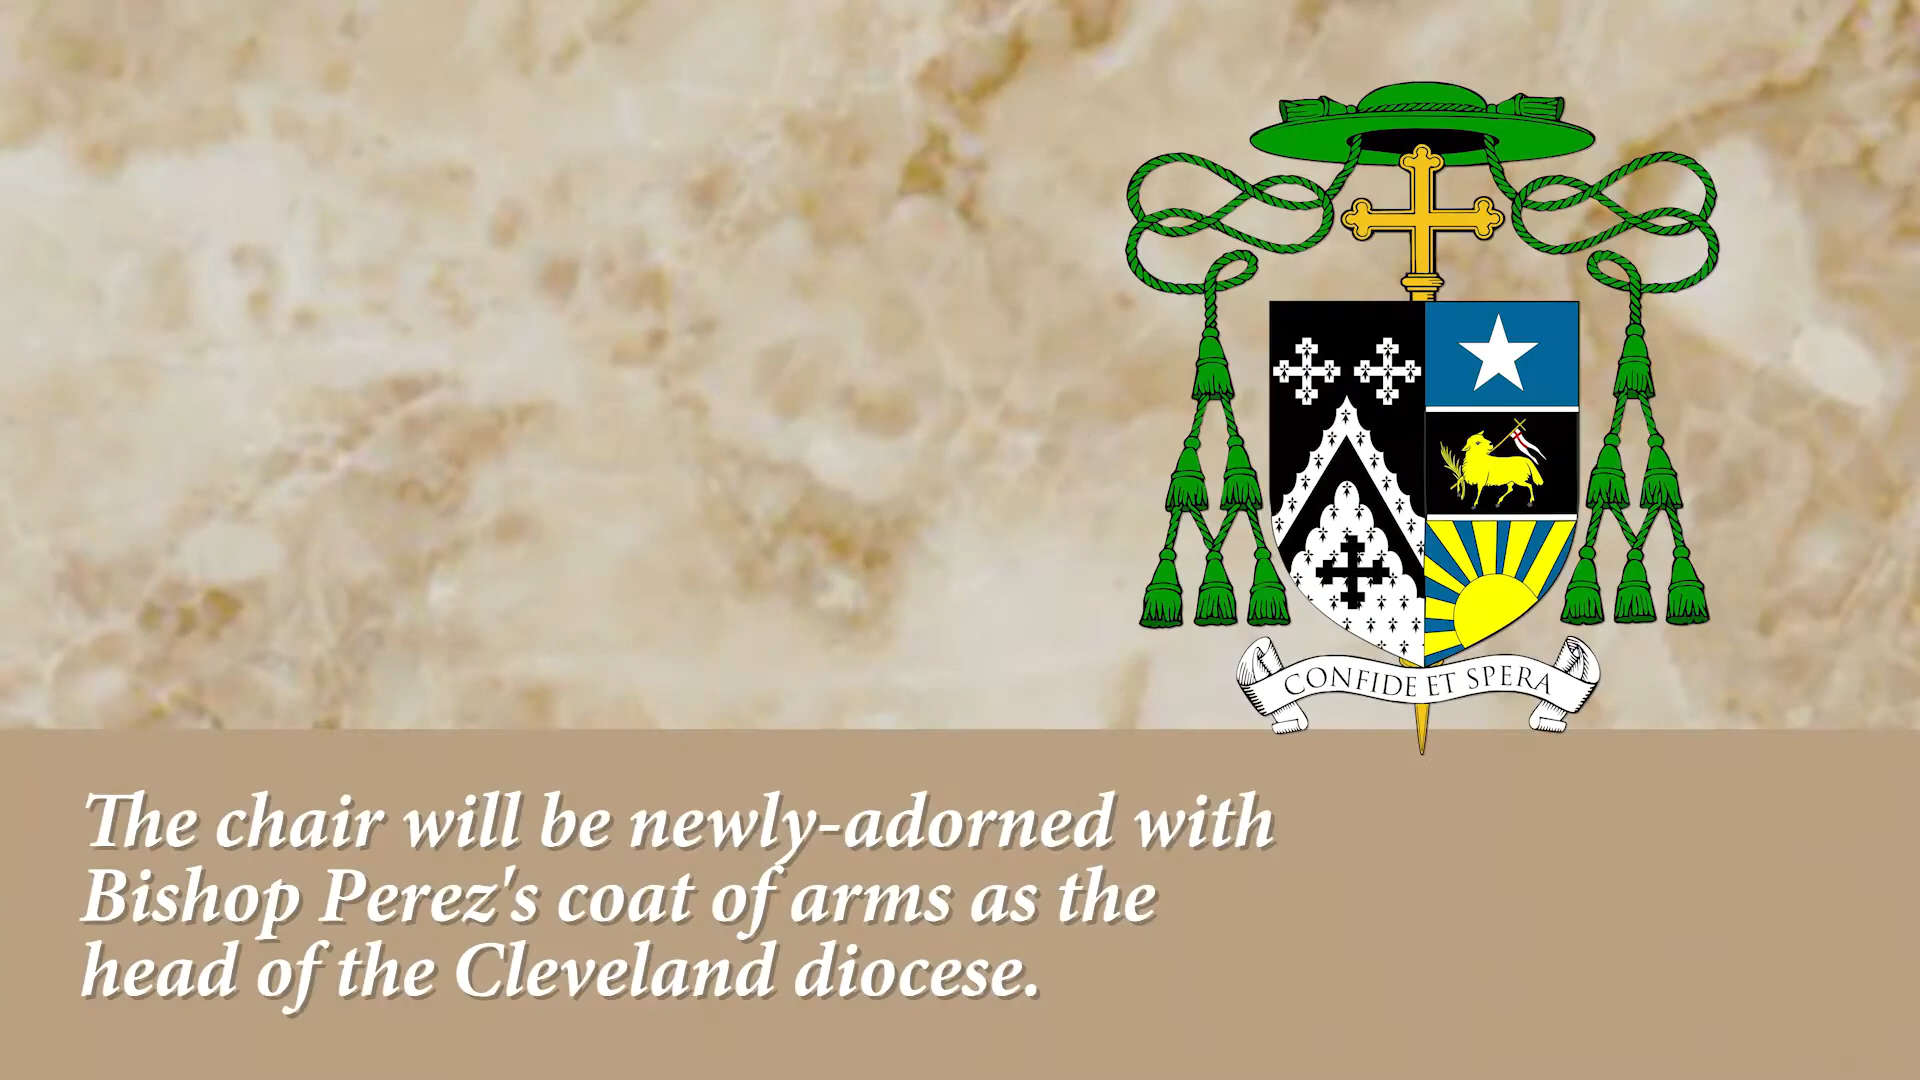 CONFIDE ET SPERA
The chair will be newly-adorned with
Bishop Perez's coat of arms as the
head of the Cleveland diocese.